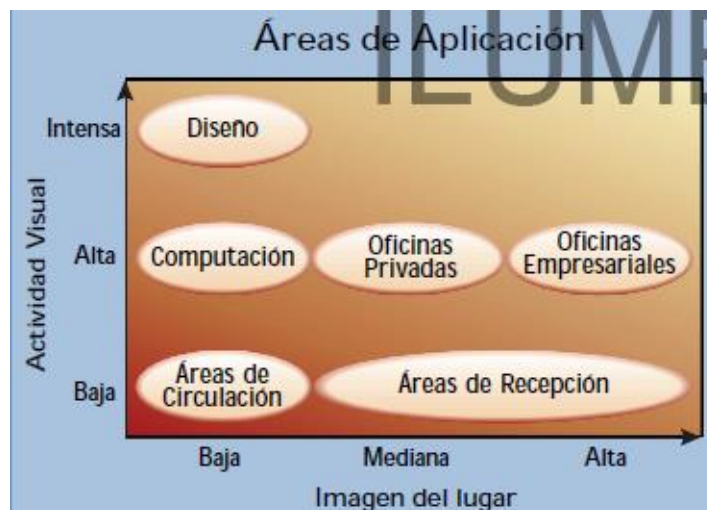 Áreas de Aplicación
Intensa
Diseño
Actividad Visual
Alta
Computación
Oficinas
Privadas
Oficinas
Empresariales
Baja
Áreas de
Circulación
Áreas de Recepción
Baja
Mediana
Alta
Imagen del lugar